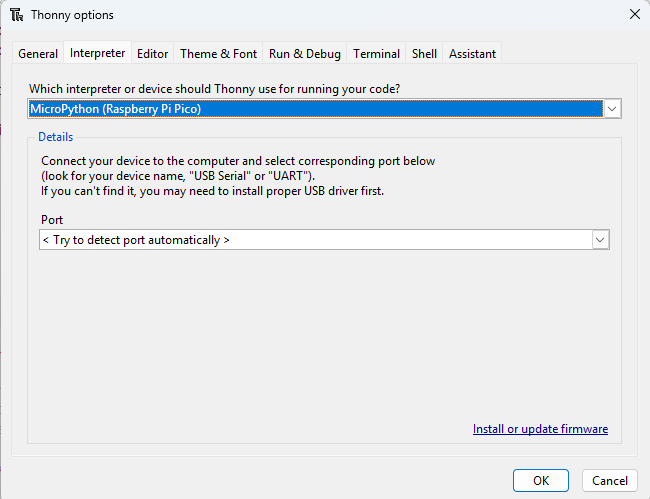 Thonny options
General Interpreter Editor Theme & Font Run & Debug Terminal Shell Assistant
Which interpreter or device should Thonny use for running your code?
MicroPython (Raspberry Pi Pico)
Details
Connect your device to the computer and select corresponding port below
(look for your device name, "USB Serial" or "UART").
If you can't find it, you may need to install proper USB driver first.
Port
< Try to detect port automatically >
Install or update firmware
OK Cancel